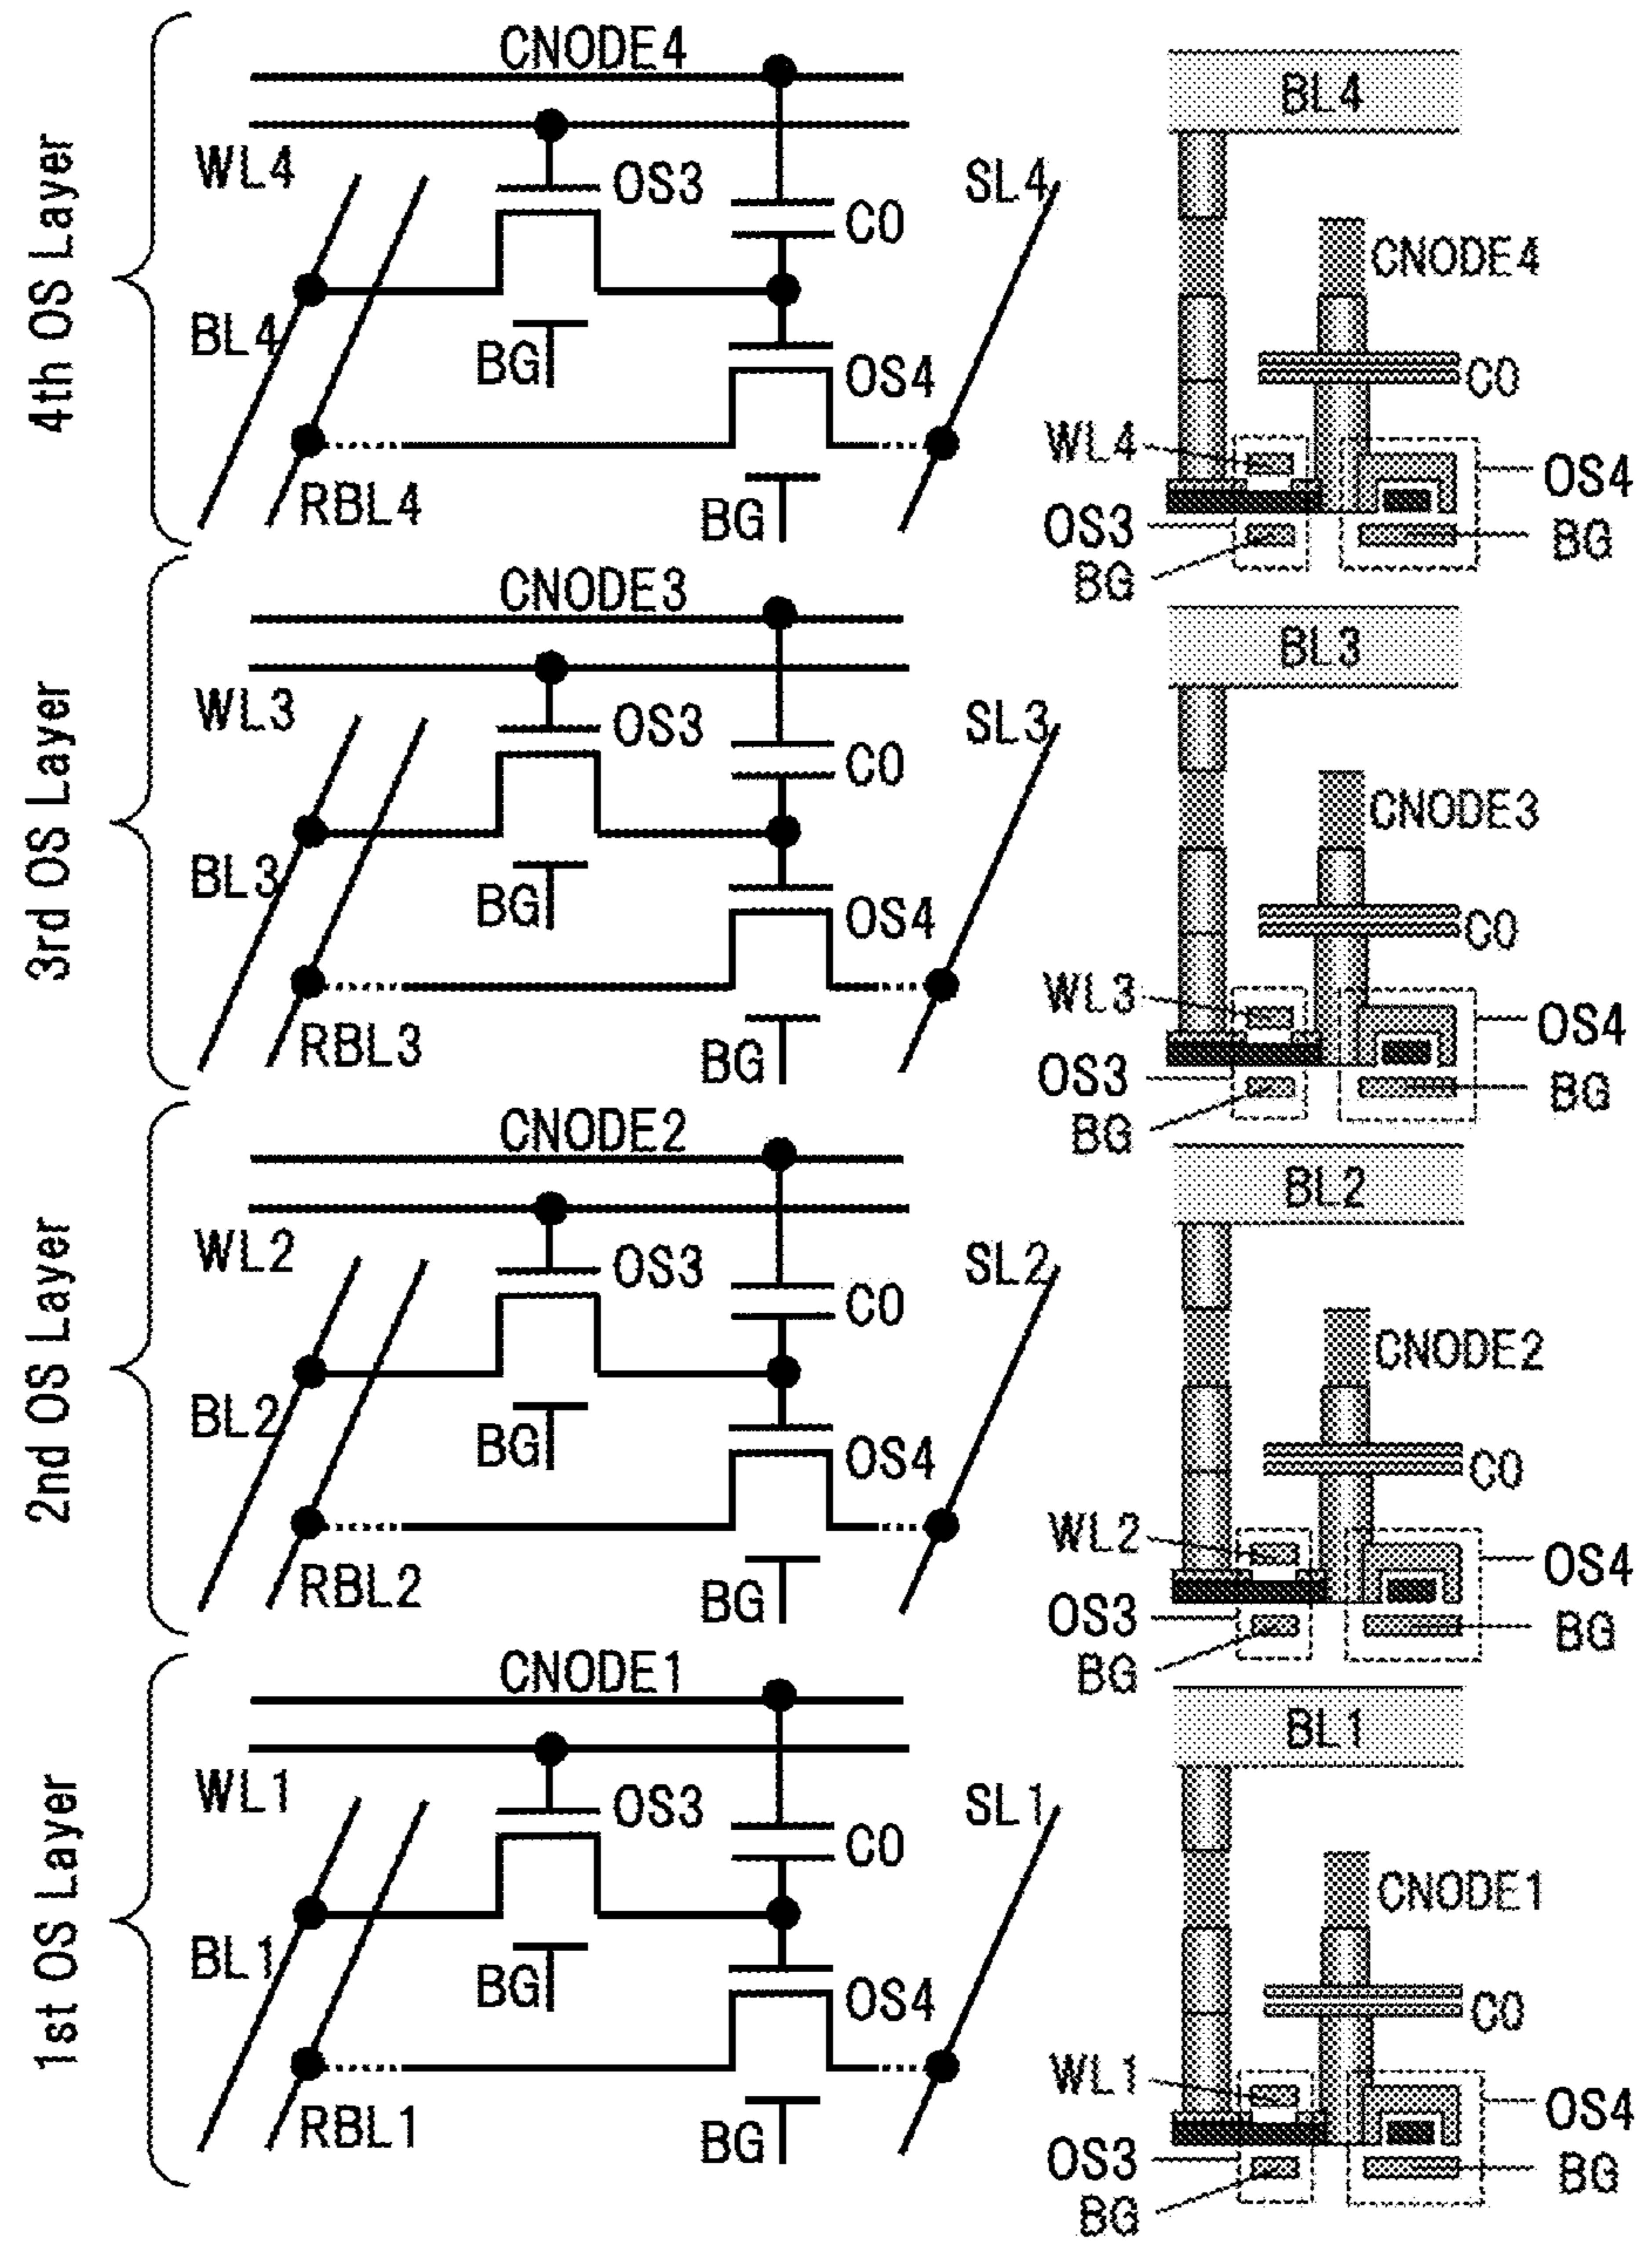 4th OS Layer
CNODE4
WL4
OS3
SL4
C0
BL4
BG
OS4
RBL4
BG
BL4
CNODE4
C0
WL4
OS4
OS3
BG
BG
3rd OS Layer
CNODE3
WL3
OS3
SL3
C0
BL3
BG
OS4
RBL3
BG
BL3
CNODE3
C0
WL3
OS4
OS3
BG
BG
2nd OS Layer
CNODE2
WL2
OS3
SL2
C0
BL2
BG
OS4
RBL2
BG
BL2
CNODE2
C0
WL2
OS4
OS3
BG
BG
1st OS Layer
CNODE1
WL1
OS3
SL1
C0
BL1
BG
OS4
RBL1
BG
BL1
CNODE1
C0
WL1
OS4
OS3
BG
BG